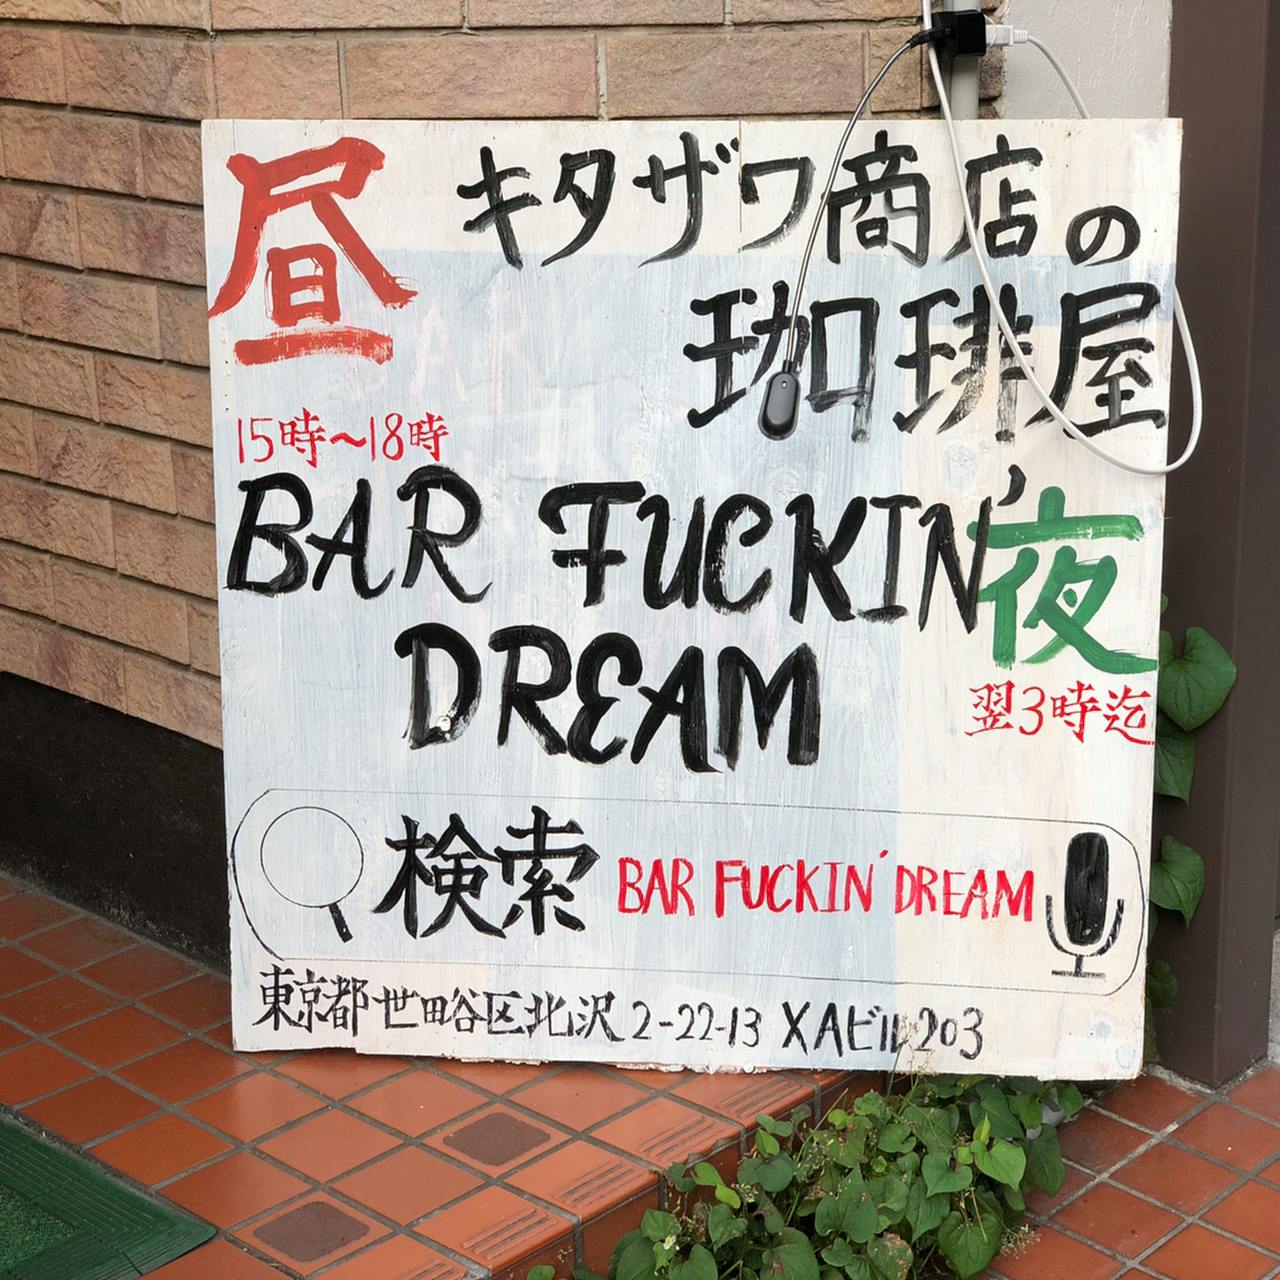 昼 キタザワ商店の
珈琲屋
15時～18時
BAR FUCKIN'
夜
DREAM
翌3時迄
検索 BAR FUCKIN' DREAM
東京都世田谷区北沢2-22-13 XAビル203